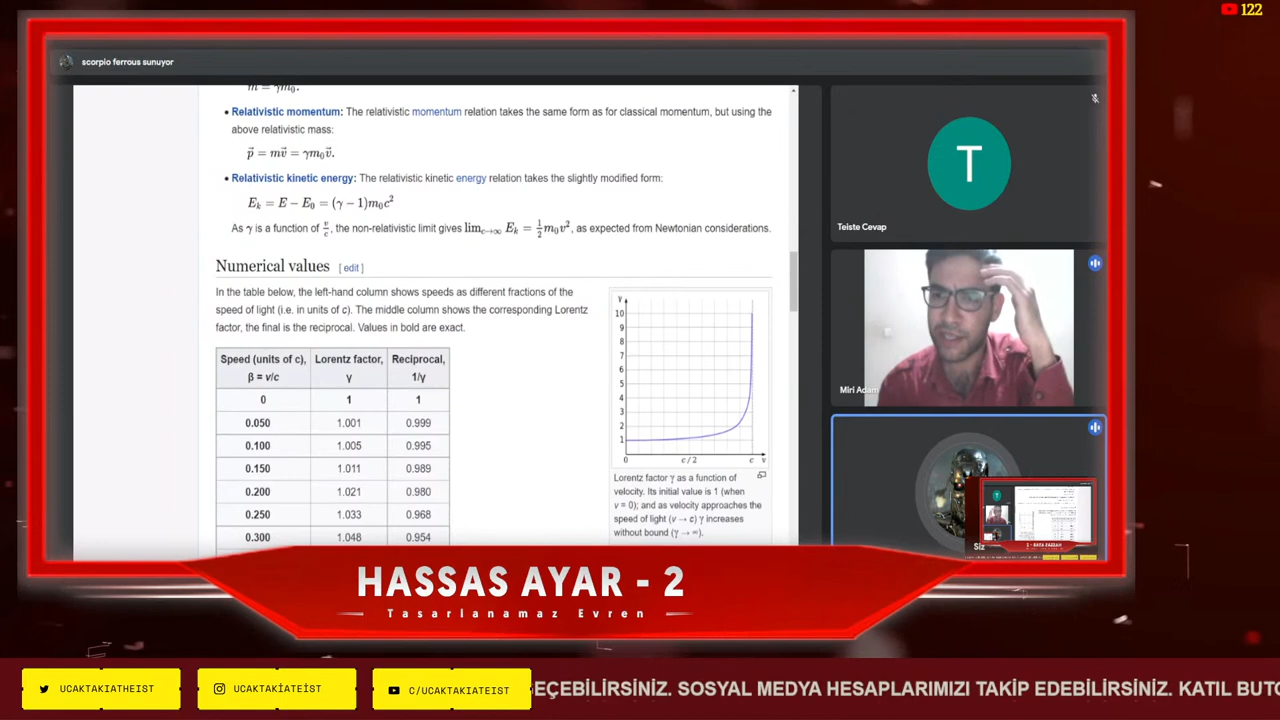 122
scorpio ferrous sunuyor
m = γm₀.
• Relativistic momentum: The relativistic momentum relation takes the same form as for classical momentum, but using the
above relativistic mass:
p⃗ = mv⃗ = γm₀v⃗.
• Relativistic kinetic energy: The relativistic kinetic energy relation takes the slightly modified form:
Eₖ = E − E₀ = (γ − 1)m₀c²
As γ is a function of v/c, the non-relativistic limit gives lim_{c→∞} Eₖ = ½m₀v², as expected from Newtonian considerations.
Numerical values [ edit ]
In the table below, the left-hand column shows speeds as different fractions of the
speed of light (i.e. in units of c). The middle column shows the corresponding Lorentz
factor, the final is the reciprocal. Values in bold are exact.
Speed (units of c), Lorentz factor, Reciprocal,
β = v/c γ 1/γ
0 1 1
0.050 1.001 0.999
0.100 1.005 0.995
0.150 1.011 0.989
0.200 1.021 0.980
0.250 1.033 0.968
0.300 1.048 0.954
γ
10
9
8
7
6
5
4
3
2
1
0 c/2 c v
Lorentz factor γ as a function of
velocity. Its initial value is 1 (when
v = 0); and as velocity approaches the
speed of light (v → c) γ increases
without bound (γ → ∞).
T
Teiste Cevap
Miri Adam
Siz
HASSAS AYAR - 2
Tasarlanamaz Evren
UCAKTAKIATHEIST
UCAKTAKİATEİST
C/UCAKTAKIATEIST
GEÇEBİLİRSİNİZ. SOSYAL MEDYA HESAPLARIMIZI TAKİP EDEBİLİRSİNİZ. KATIL BUTO